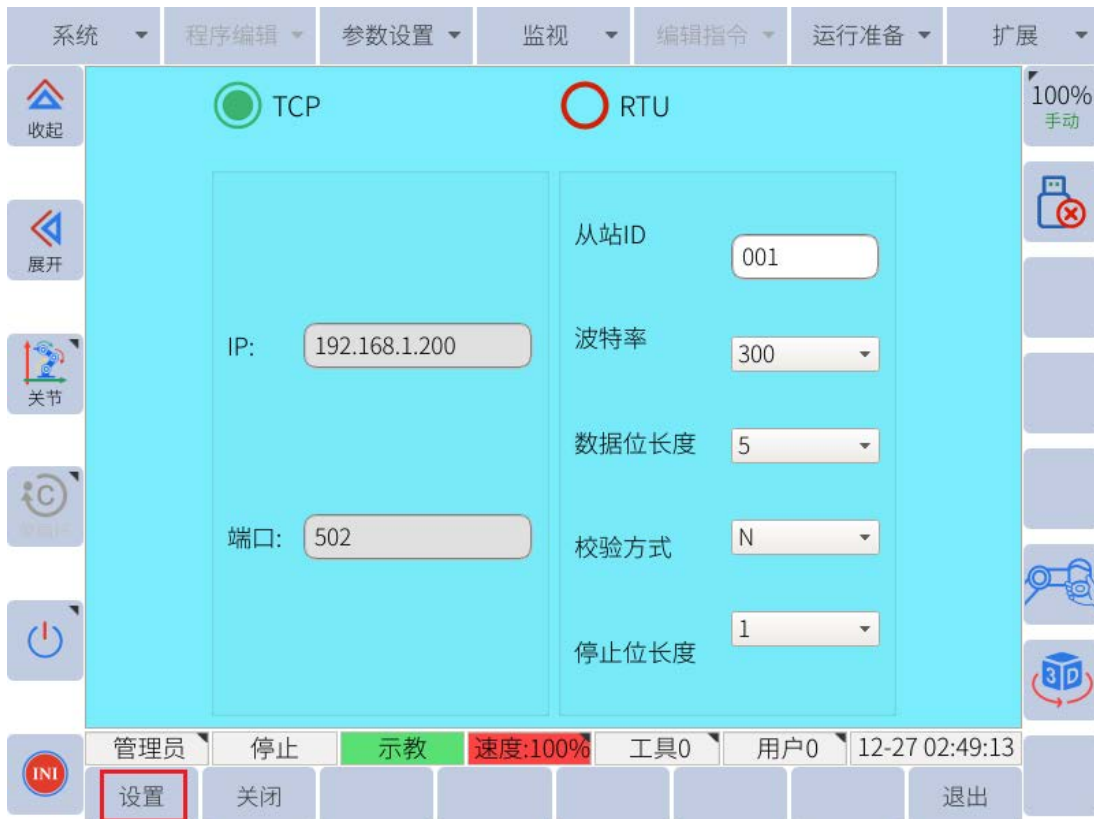 系统 程序编辑 参数设置 监视 编辑指令 运行准备 扩展
收起
TCP RTU
100%
手动
展开
从站ID 001
IP: 192.168.1.200
波特率 300
关节
数据位长度 5
C
端口: 502
校验方式 N
停止位长度 1
3D
管理员 停止 示教 速度:100% 工具0 用户0 12-27 02:49:13
INI
设置 关闭 退出